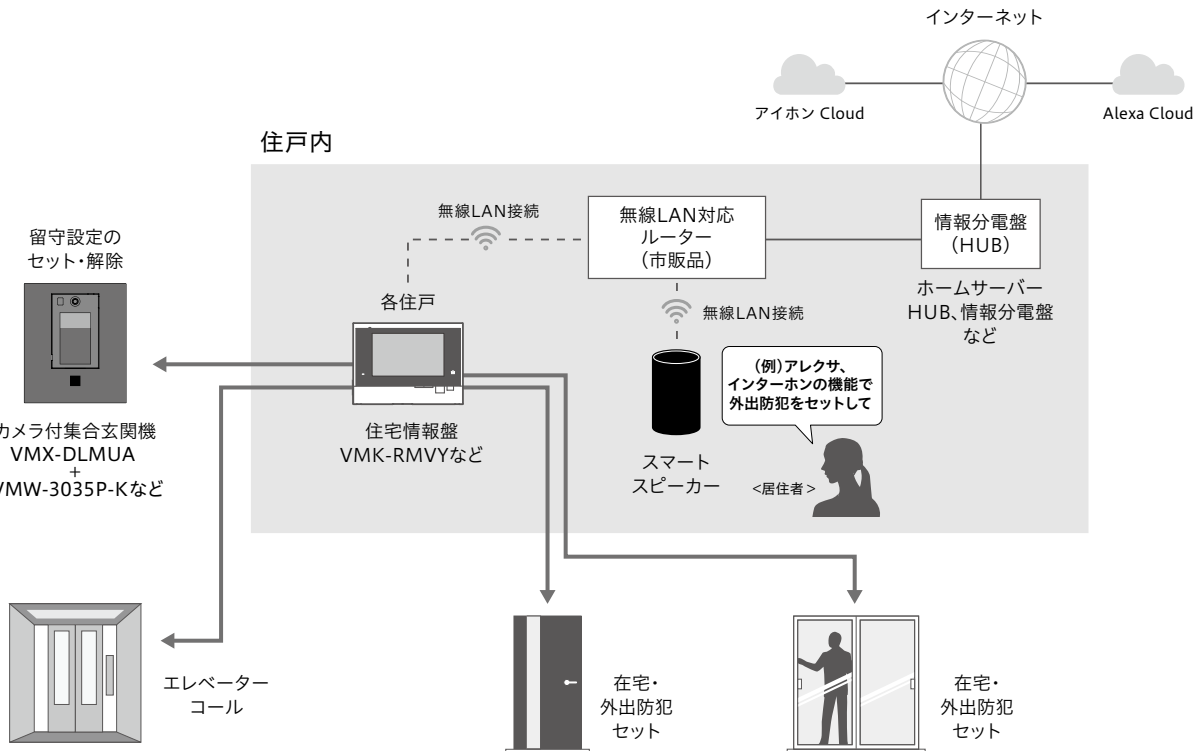 インターネット
アイホン Cloud
Alexa Cloud
住戸内
無線LAN接続
無線LAN対応
ルーター
（市販品）
情報分電盤
（HUB）
ホームサーバー
HUB、情報分電盤
など
留守設定の
セット・解除
各住戸
無線LAN接続
（例）アレクサ、
インターホンの機能で
外出防犯をセットして
カメラ付集合玄関機
VMX-DLMUA
+
VMW-3035P-Kなど
住宅情報盤
VMK-RMVYなど
スマート
スピーカー
<居住者>
エレベーター
コール
在宅・
外出防犯
セット
在宅・
外出防犯
セット